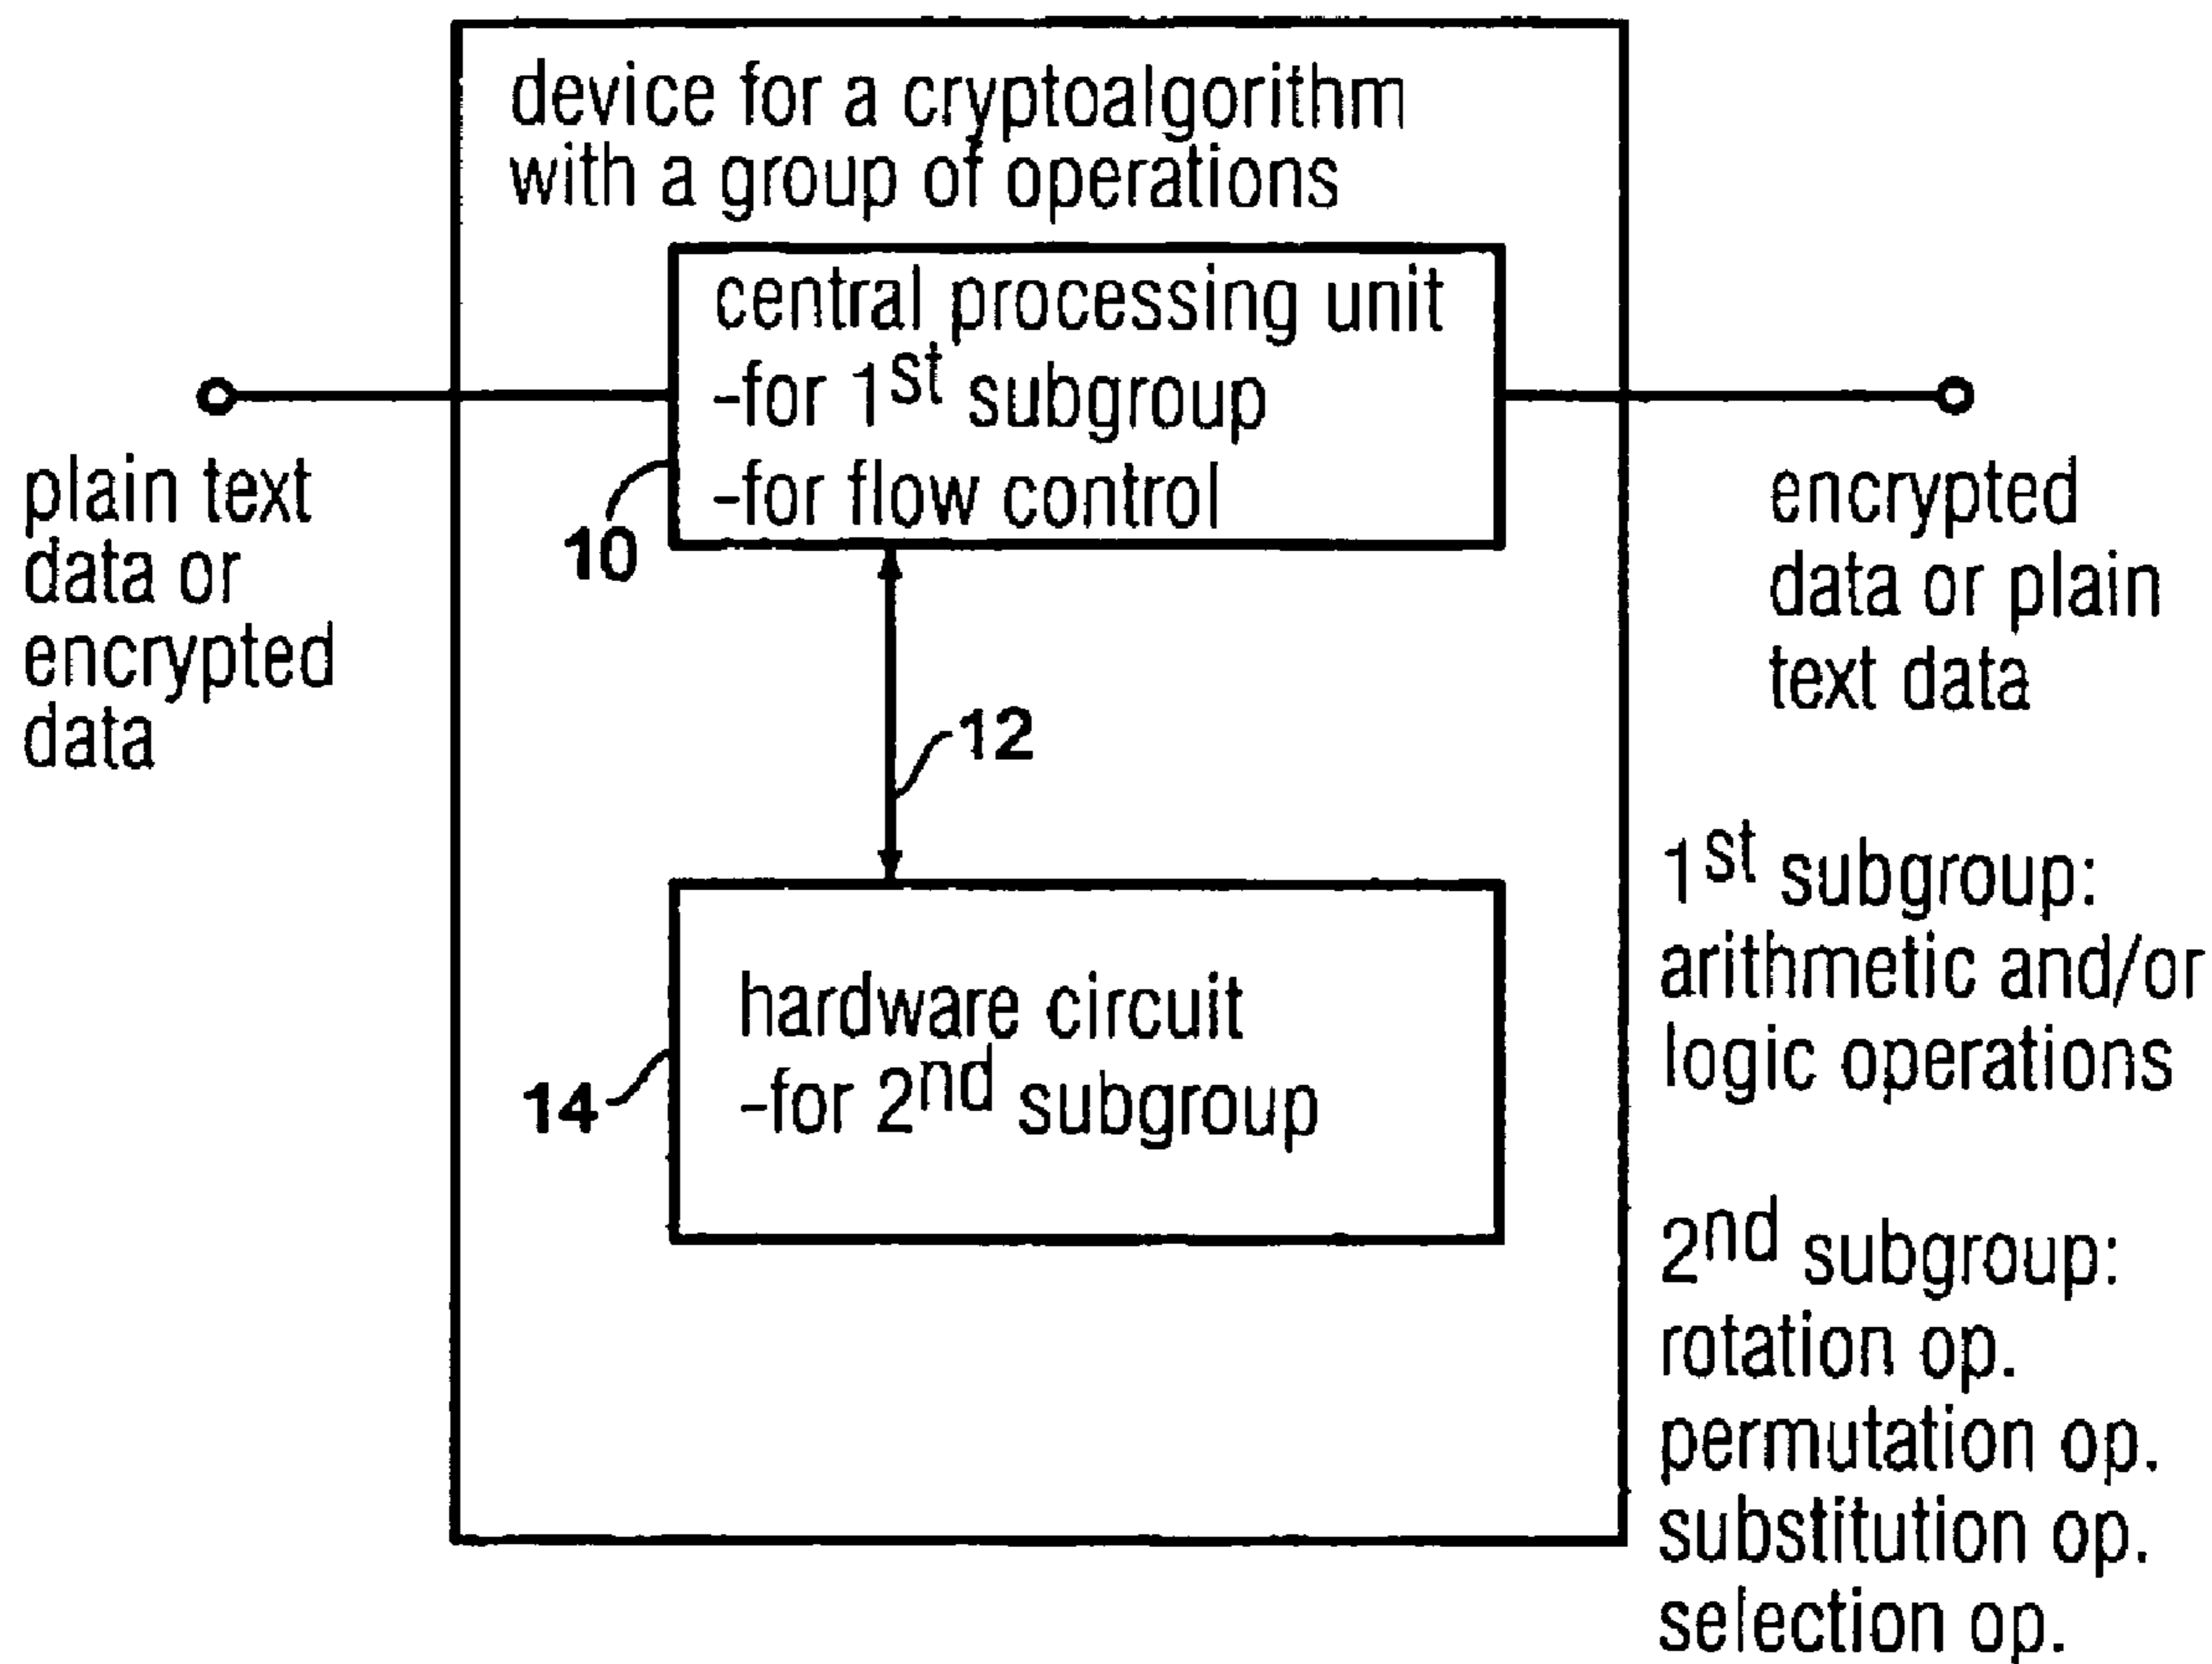 device for a cryptoalgorithm
with a group of operations
central processing unit
-for 1st subgroup
-for flow control
10
plain text
data or
encrypted
data
encrypted
data or plain
text data
12
hardware circuit
-for 2nd subgroup
14
1st subgroup:
arithmetic and/or
logic operations
2nd subgroup:
rotation op.
permutation op.
substitution op.
selection op.